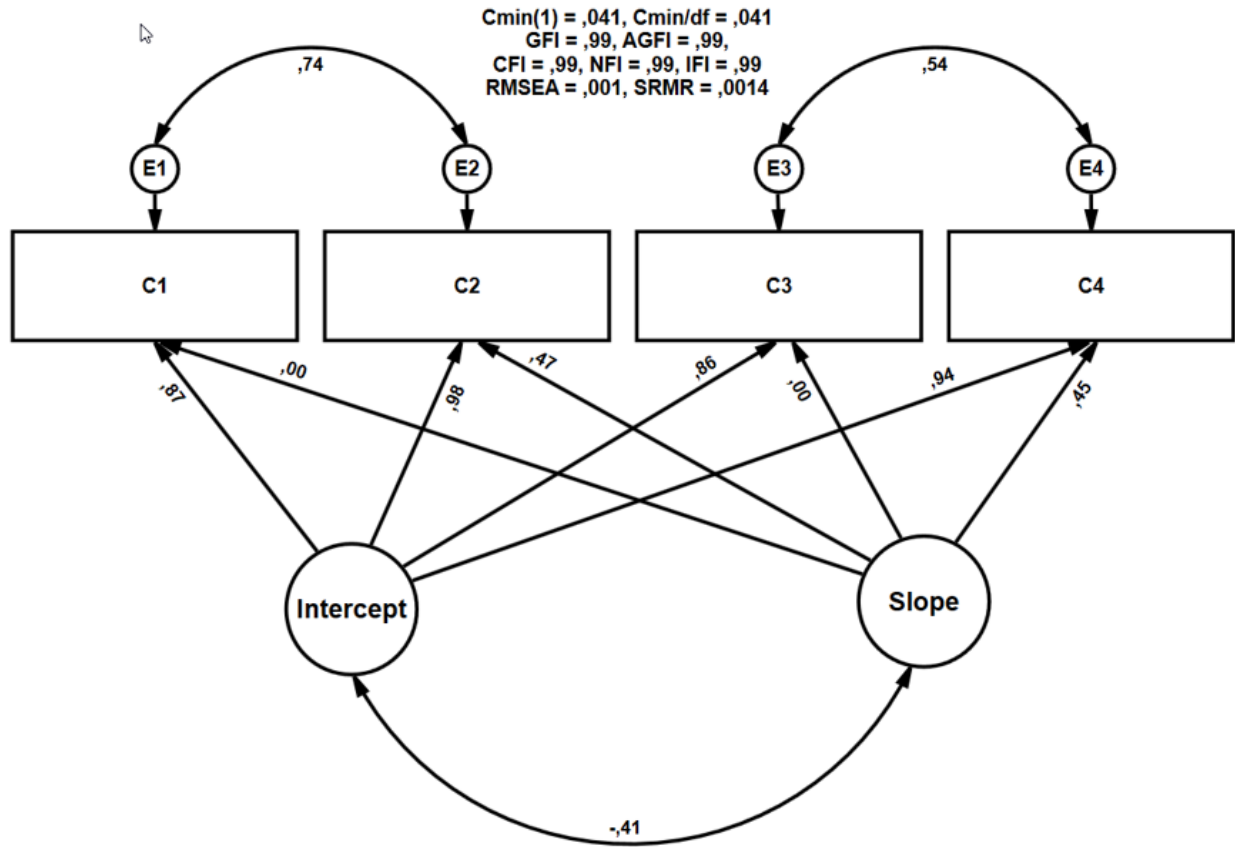 Cmin(1) = ,041, Cmin/df = ,041
GFI = ,99, AGFI = ,99,
CFI = ,99, NFI = ,99, IFI = ,99
RMSEA = ,001, SRMR = ,0014
,74
,54
E1
E2
E3
E4
C1
C2
C3
C4
,87
,00
,98
,47
,86
,00
,94
,45
Intercept
Slope
-,41